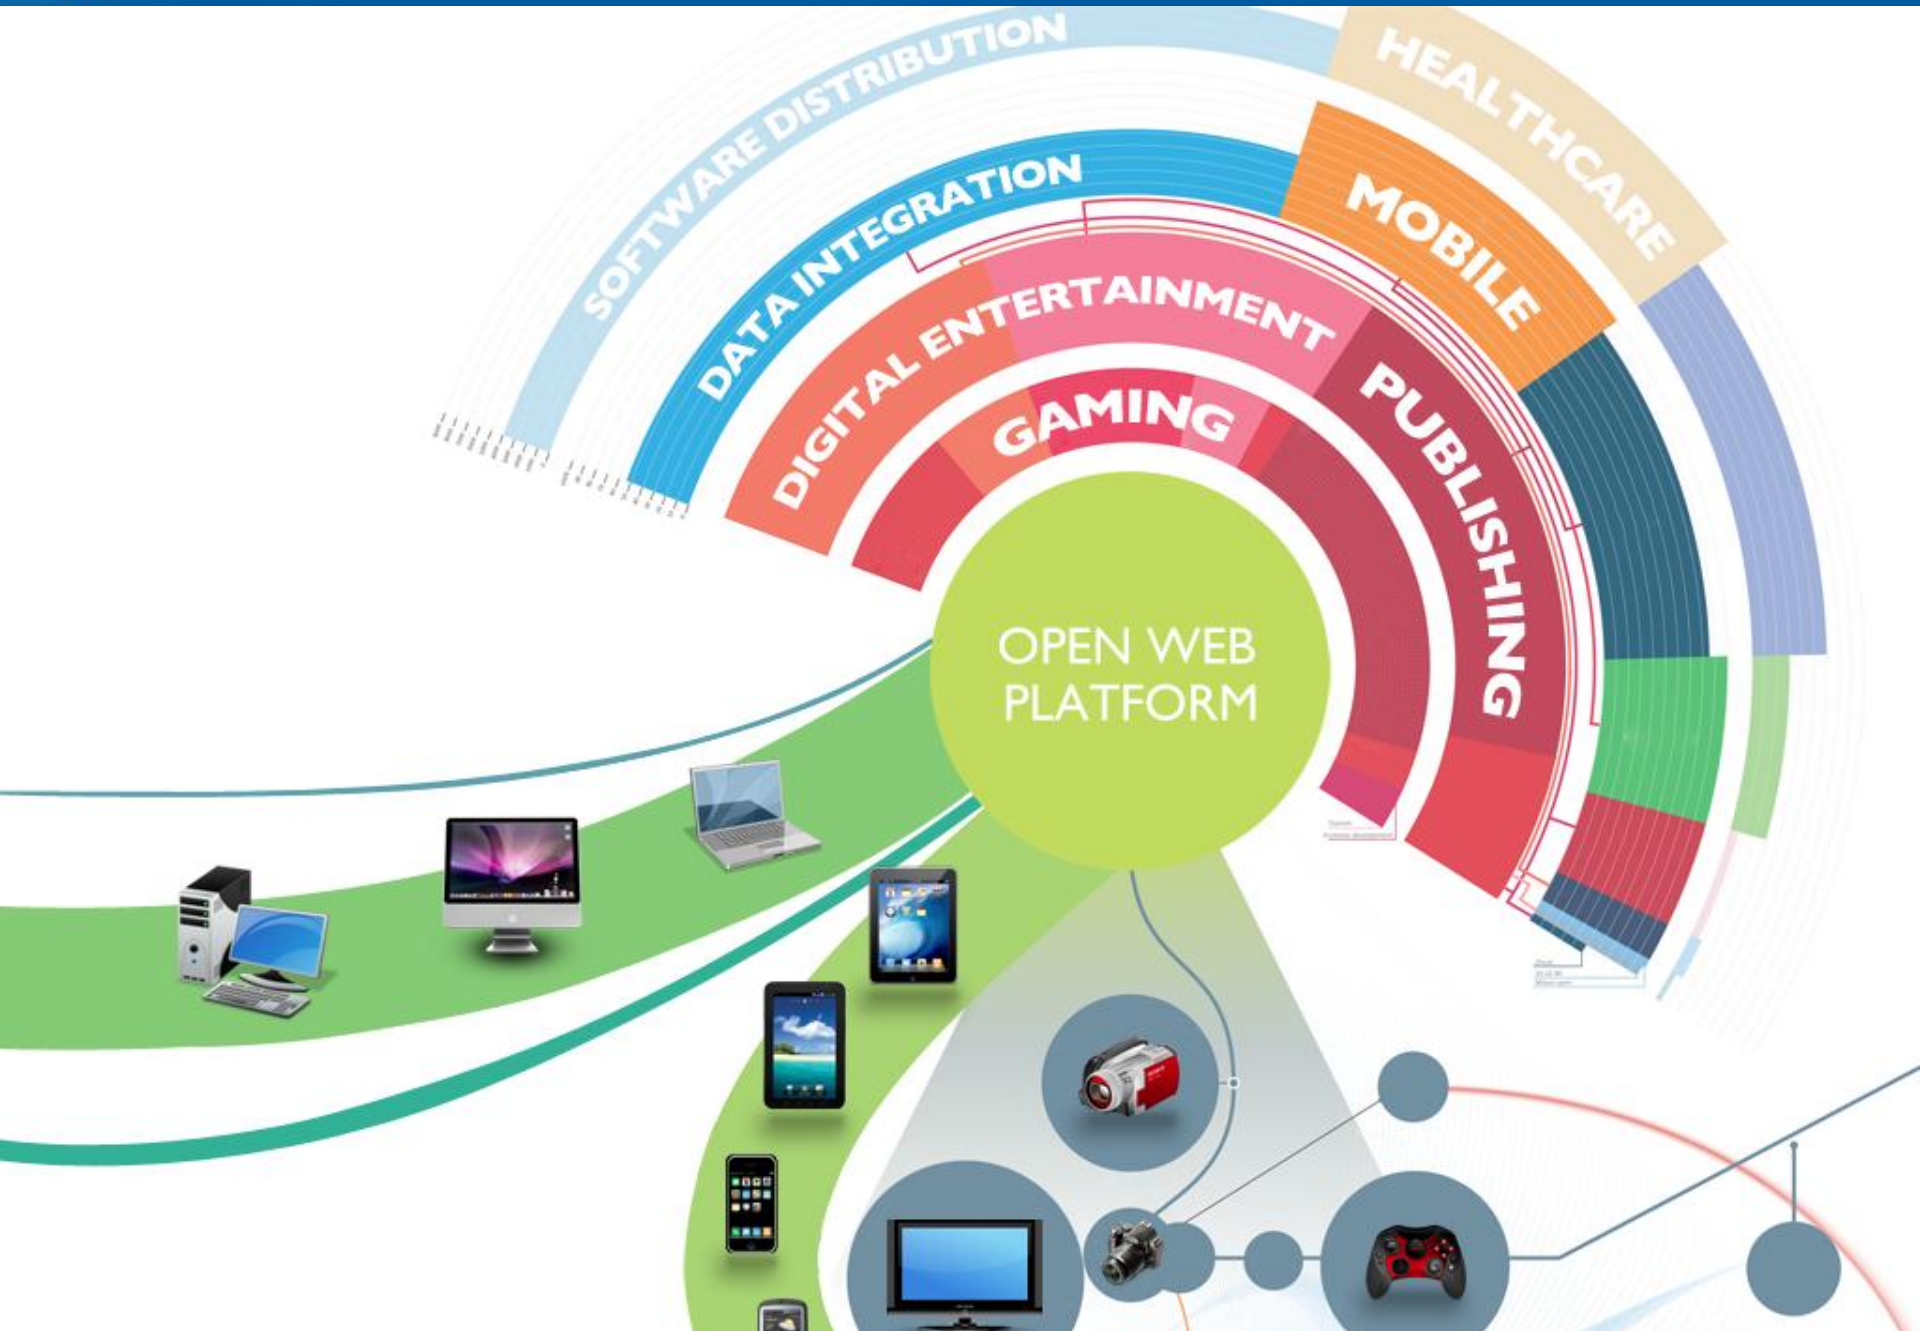 SOFTWARE DISTRIBUTION
HEALTHCARE
DATA INTEGRATION
MOBILE
DIGITAL ENTERTAINMENT
PUBLISHING
GAMING
OPEN WEB
PLATFORM